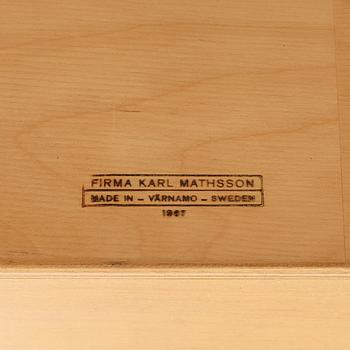 FIRMA KARL MATHSSON
MADE IN – VÄRNAMO – SWEDEN
1967